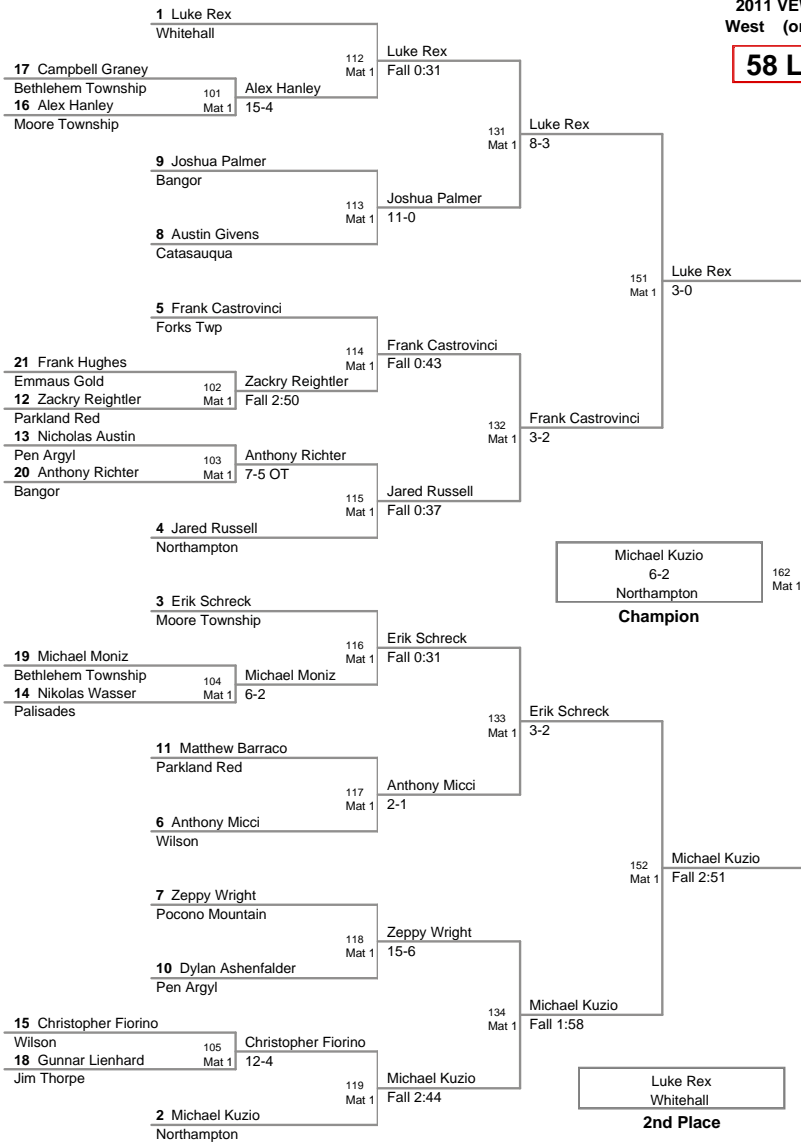 2011 VEW
West (or
58 L
1 Luke Rex
Whitehall
112
Mat 1
Luke Rex
Fall 0:31
17 Campbell Graney
Bethlehem Township
101
Mat 1
Alex Hanley
15-4
16 Alex Hanley
Moore Township
131
Mat 1
Luke Rex
8-3
9 Joshua Palmer
Bangor
113
Mat 1
Joshua Palmer
11-0
8 Austin Givens
Catasauqua
151
Mat 1
Luke Rex
3-0
5 Frank Castrovinci
Forks Twp
114
Mat 1
Frank Castrovinci
Fall 0:43
21 Frank Hughes
Emmaus Gold
102
Mat 1
Zackry Reightler
Fall 2:50
12 Zackry Reightler
Parkland Red
132
Mat 1
Frank Castrovinci
3-2
13 Nicholas Austin
Pen Argyl
103
Mat 1
Anthony Richter
7-5 OT
20 Anthony Richter
Bangor
115
Mat 1
Jared Russell
Fall 0:37
4 Jared Russell
Northampton
Michael Kuzio
6-2
Northampton
162
Mat 1
Champion
3 Erik Schreck
Moore Township
116
Mat 1
Erik Schreck
Fall 0:31
19 Michael Moniz
Bethlehem Township
104
Mat 1
Michael Moniz
6-2
14 Nikolas Wasser
Palisades
133
Mat 1
Erik Schreck
3-2
11 Matthew Barraco
Parkland Red
117
Mat 1
Anthony Micci
2-1
6 Anthony Micci
Wilson
152
Mat 1
Michael Kuzio
Fall 2:51
7 Zeppy Wright
Pocono Mountain
118
Mat 1
Zeppy Wright
15-6
10 Dylan Ashenfalder
Pen Argyl
134
Mat 1
Michael Kuzio
Fall 1:58
15 Christopher Fiorino
Wilson
105
Mat 1
Christopher Fiorino
12-4
18 Gunnar Lienhard
Jim Thorpe
119
Mat 1
Michael Kuzio
Fall 2:44
2 Michael Kuzio
Northampton
Luke Rex
Whitehall
2nd Place